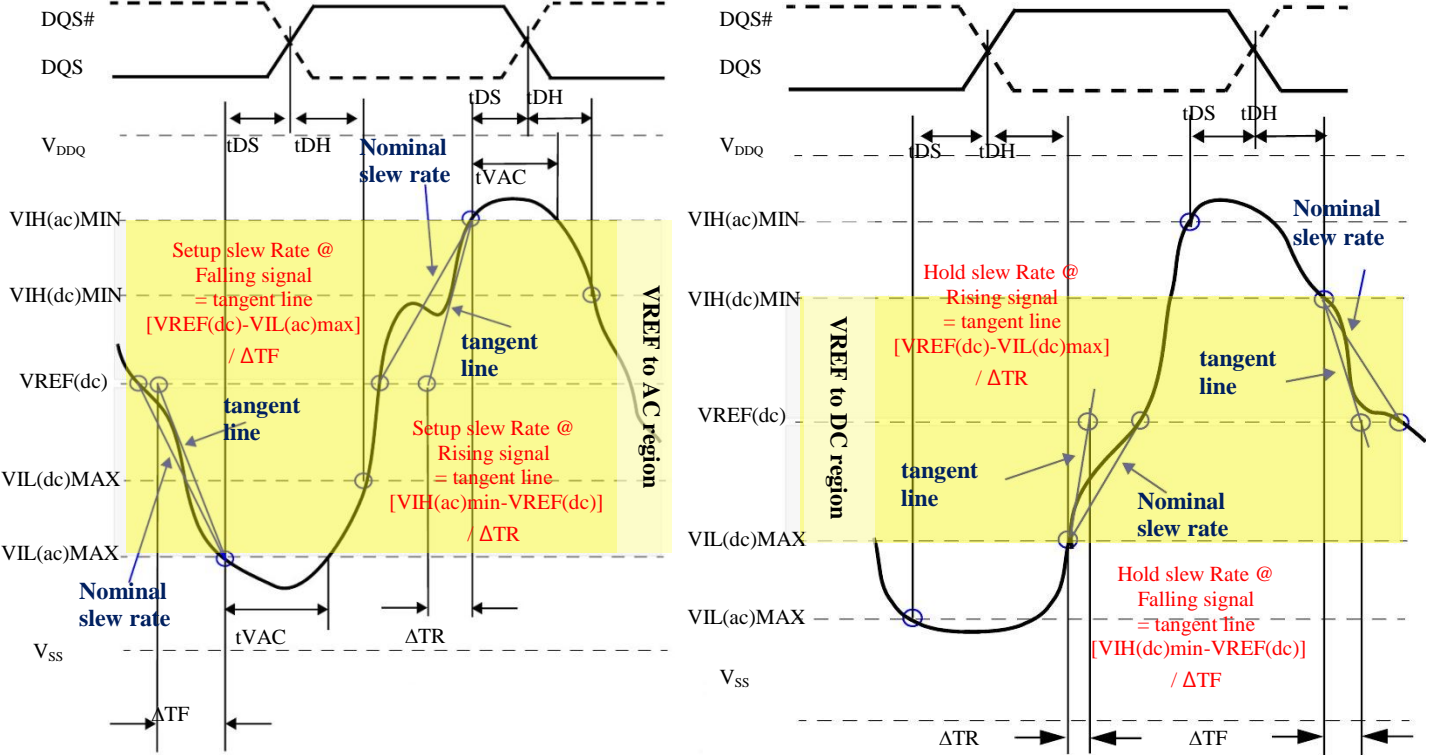 DQS#
DQS
tDS
tDH
tDS
tDH
V_DDQ
Nominal
slew rate
tVAC
VIH(ac)MIN
Setup slew Rate @
Falling signal
= tangent line
[VREF(dc)-VIL(ac)max]
/ ΔTF
VIH(dc)MIN
tangent
line
VREF to AC region
VREF(dc)
tangent
line
Setup slew Rate @
Rising signal
= tangent line
[VIH(ac)min-VREF(dc)]
/ ΔTR
VIL(dc)MAX
VIL(ac)MAX
Nominal
slew rate
tVAC
ΔTR
V_SS
ΔTF
DQS#
DQS
tDS
tDH
tDS
tDH
V_DDQ
VIH(ac)MIN
Nominal
slew rate
Hold slew Rate @
Rising signal
= tangent line
[VREF(dc)-VIL(dc)max]
/ ΔTR
VIH(dc)MIN
VREF to DC region
tangent
line
VREF(dc)
tangent
line
Nominal
slew rate
VIL(dc)MAX
Hold slew Rate @
Falling signal
= tangent line
[VIH(dc)min-VREF(dc)]
/ ΔTF
VIL(ac)MAX
V_SS
ΔTR
ΔTF